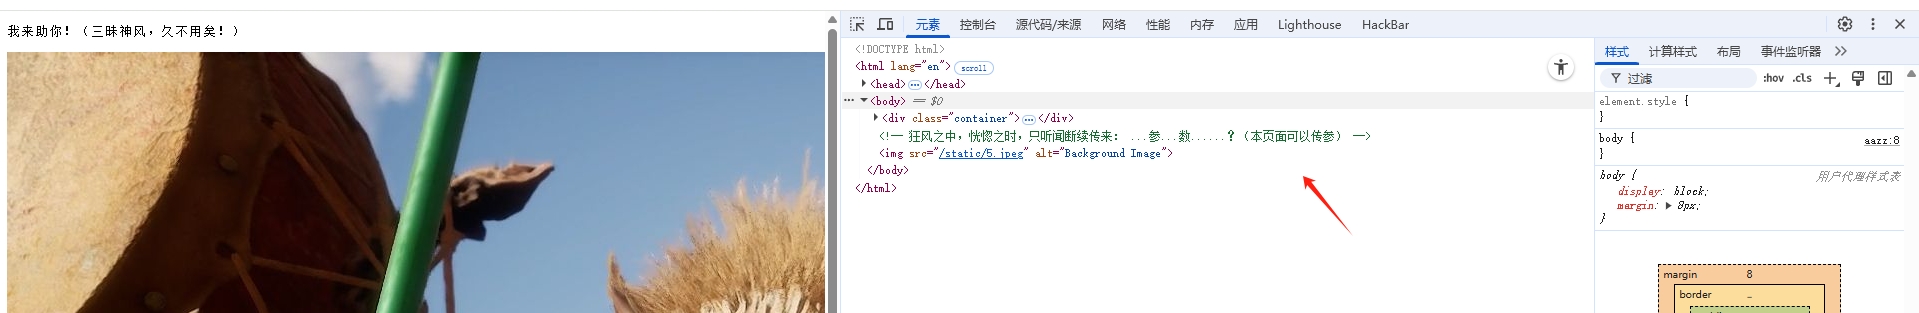 我来助你！（三昧神风，久不用矣！）
元素 控制台 源代码/来源 网络 性能 内存 应用 Lighthouse HackBar
<!DOCTYPE html>
<html lang="en"> scroll
<head> ⋯ </head>
⋯ <body> == $0
<div class="container"> ⋯ </div>
<!-- 狂风之中，恍惚之时，只听闻断续传来： ...参...数......？（本页面可以传参） -->
<img src="/static/5.jpeg" alt="Background Image">
</body>
</html>
样式 计算样式 布局 事件监听器
过滤 :hov .cls
element.style {
}
body { aazz:8
}
body { 用户代理样式表
display: block;
margin: ▶ 8px;
}
margin 8
border –